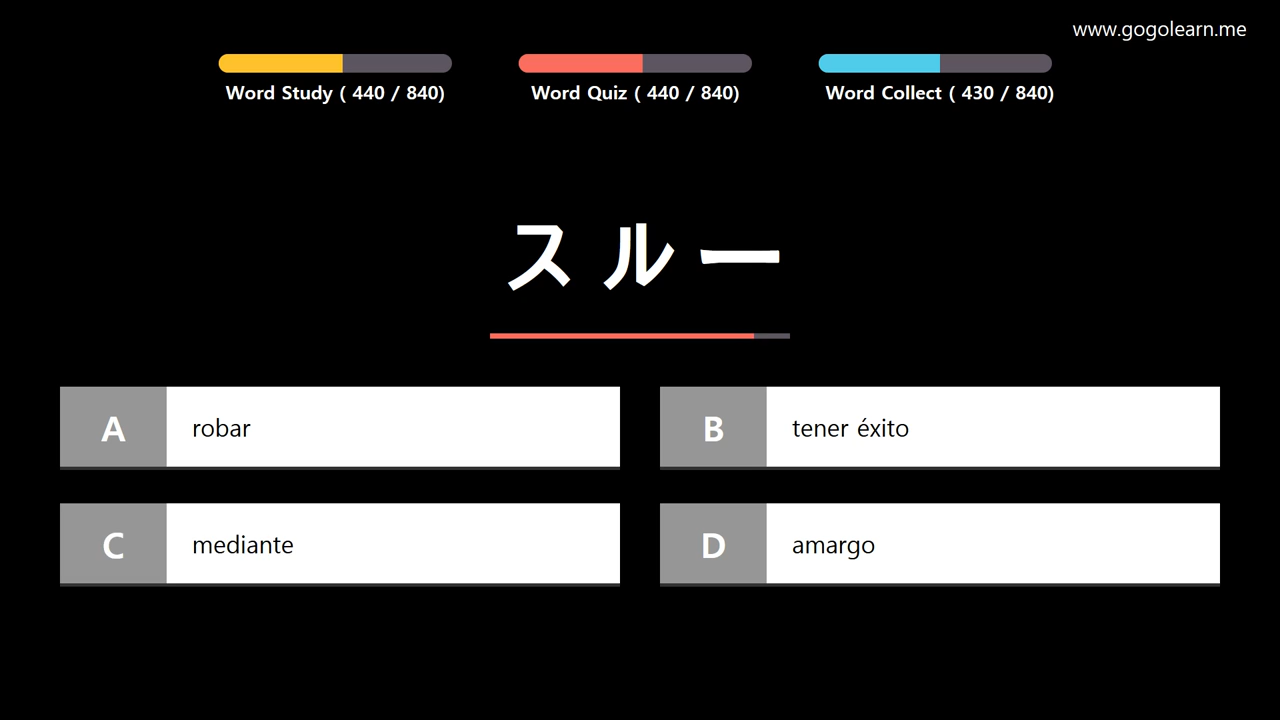 www.gogolearn.me
Word Study ( 440 / 840)
Word Quiz ( 440 / 840)
Word Collect ( 430 / 840)
スルー
A robar
B tener éxito
C mediante
D amargo